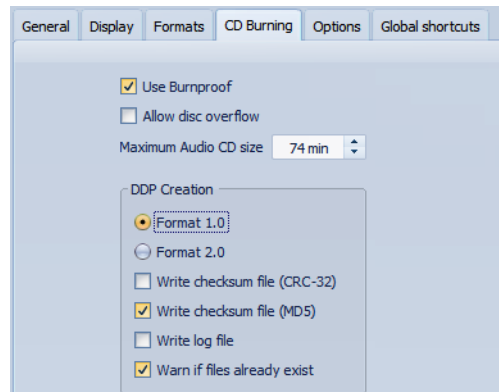 General Display Formats CD Burning Options Global shortcuts
Use Burnproof
Allow disc overflow
Maximum Audio CD size 74 min
DDP Creation
Format 1.0
Format 2.0
Write checksum file (CRC-32)
Write checksum file (MD5)
Write log file
Warn if files already exist